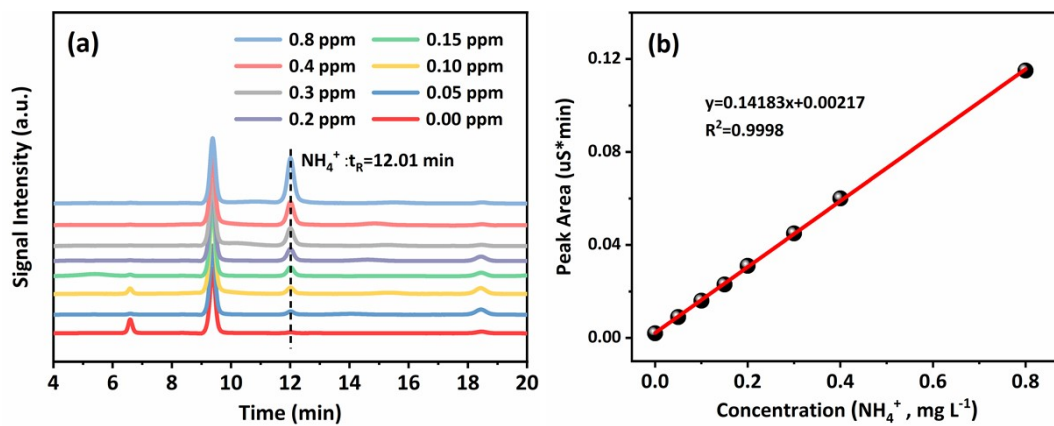 (a)
0.8 ppm
0.4 ppm
0.3 ppm
0.2 ppm
0.15 ppm
0.10 ppm
0.05 ppm
0.00 ppm
NH₄⁺ :tR=12.01 min
Signal Intensity (a.u.)
4 6 8 10 12 14 16 18 20
Time (min)
(b)
y=0.14183x+0.00217
R²=0.9998
Peak Area (uS*min)
0.12
0.08
0.04
0.00
0.0 0.2 0.4 0.6 0.8
Concentration (NH₄⁺ , mg L⁻¹)